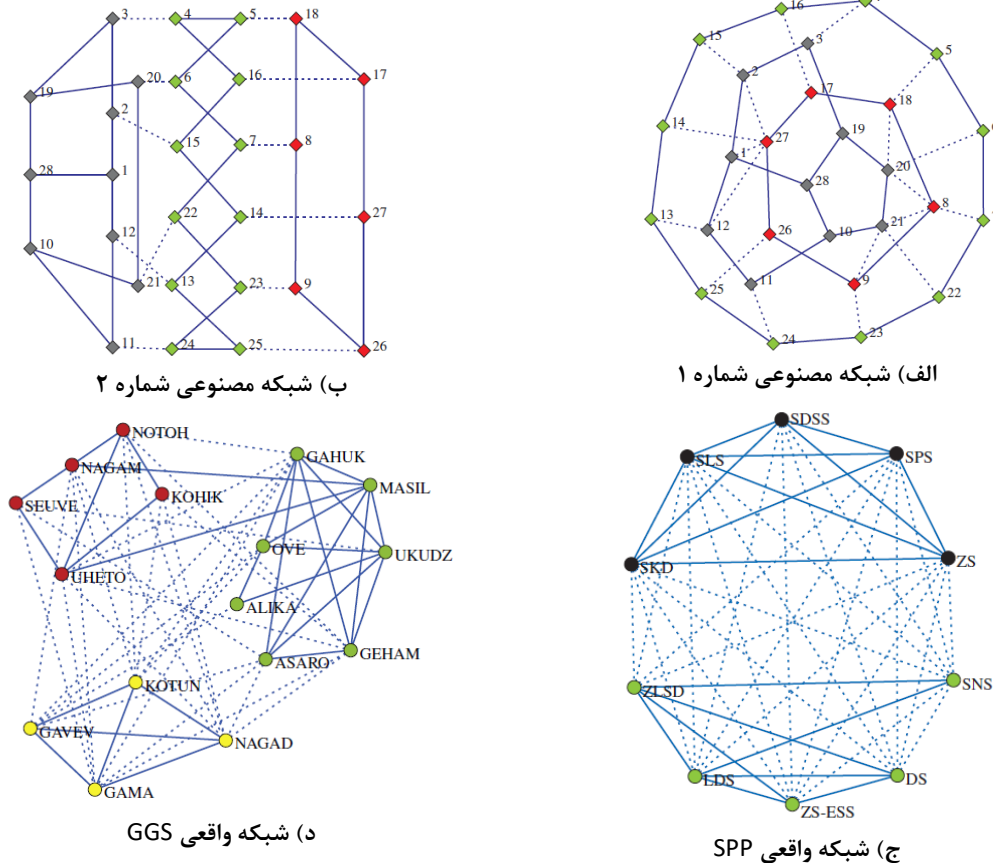 16
5
15
3
2
17
18
14
27
19
20
1
28
8
13
12
26
10
21
25
11
9
22
24
23
الف) شبکه مصنوعی شماره ۱
3
4
5
18
20
6
16
17
19
2
15
7
8
28
1
22
14
27
12
10
21
13
23
9
11
24
25
26
ب) شبکه مصنوعی شماره ۲
SDSS
SLS
SPS
SKD
ZS
ZLSD
SNS
LDS
DS
ZS-ESS
ج) شبکه واقعی SPP
NOTOH
GAHUK
NAGAM
MASIL
KOHIK
SEUVE
OVE
UKUDZ
UHETO
ALIKA
ASARO
GEHAM
KOTUN
GAVEV
NAGAD
GAMA
د) شبکه واقعی GGS